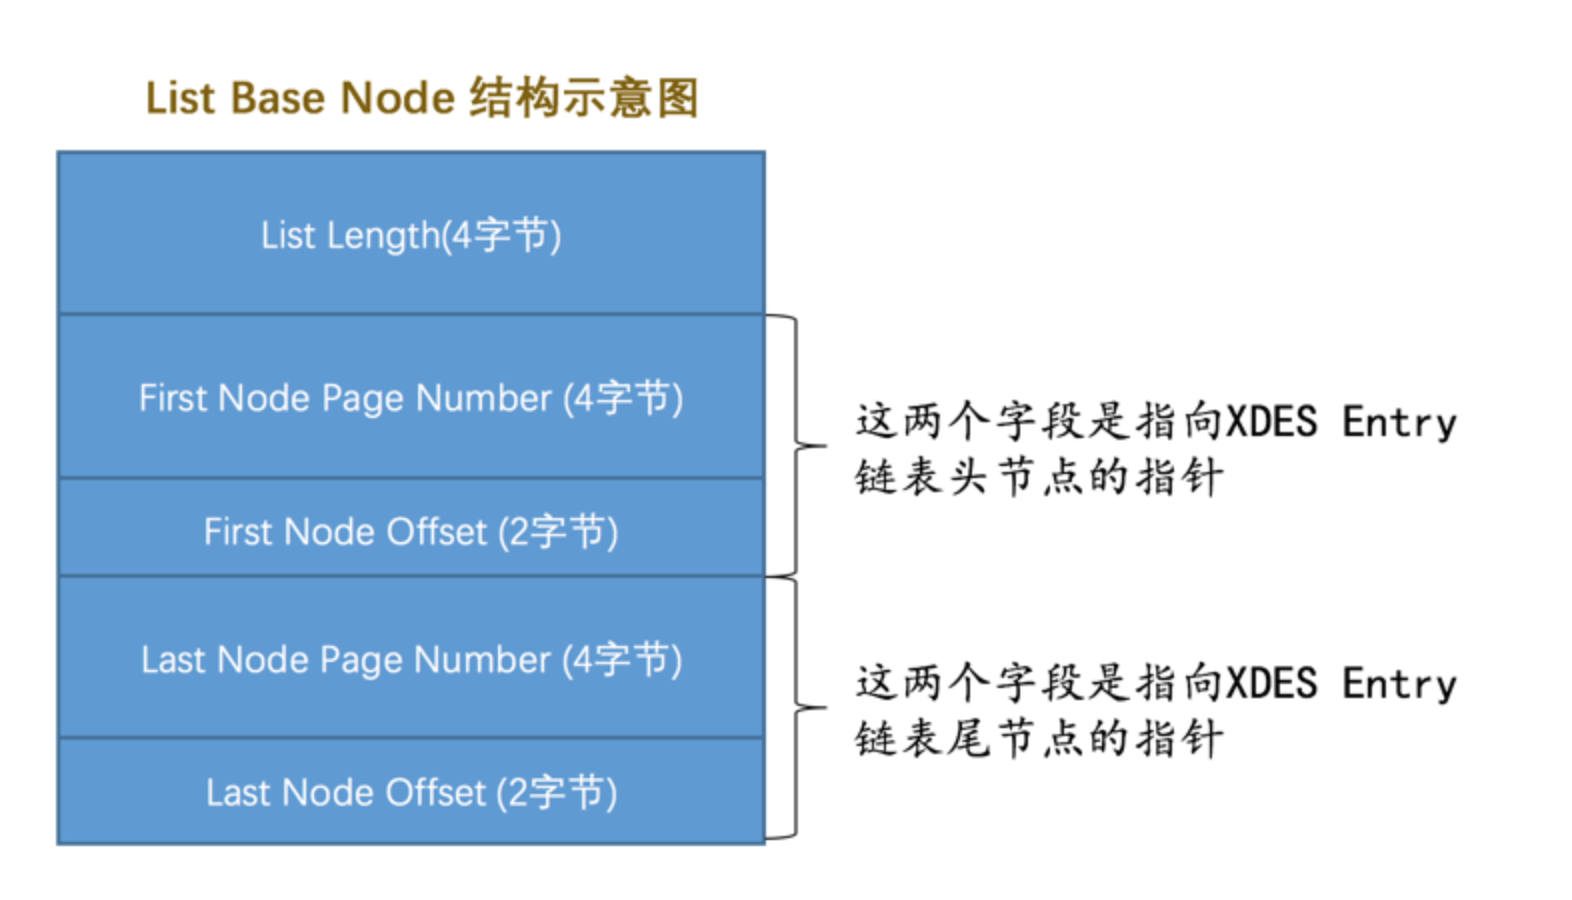 List Base Node 结构示意图
List Length(4字节)
First Node Page Number (4字节)
First Node Offset (2字节)
这两个字段是指向XDES Entry
链表头节点的指针
Last Node Page Number (4字节)
Last Node Offset (2字节)
这两个字段是指向XDES Entry
链表尾节点的指针